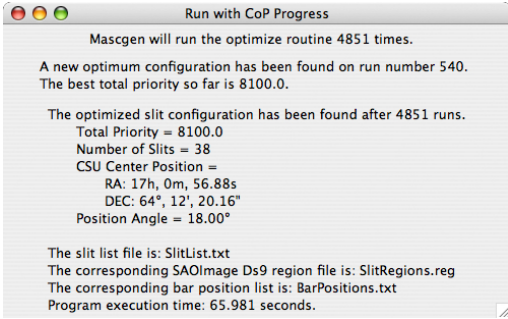 Run with CoP Progress
Mascgen will run the optimize routine 4851 times.
A new optimum configuration has been found on run number 540.
The best total priority so far is 8100.0.
The optimized slit configuration has been found after 4851 runs.
Total Priority = 8100.0
Number of Slits = 38
CSU Center Position =
RA: 17h, 0m, 56.88s
DEC: 64°, 12', 20.16"
Position Angle = 18.00°
The slit list file is: SlitList.txt
The corresponding SAOImage Ds9 region file is: SlitRegions.reg
The corresponding bar position list is: BarPositions.txt
Program execution time: 65.981 seconds.